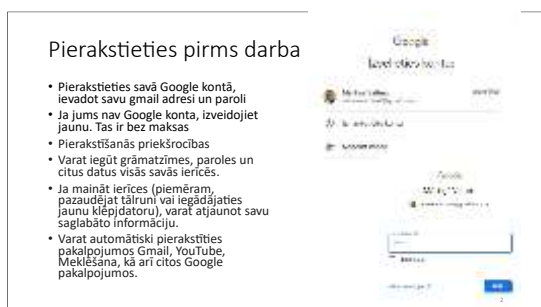 Pierakstieties pirms darba
• Pierakstieties savā Google kontā,
ievadot savu gmail adresi un paroli
• Ja jums nav Google konta, izveidojiet
jaunu. Tas ir bez maksas
• Pierakstīšanās priekšrocības
• Varat iegūt grāmatzīmes, paroles un
citus datus visās savās ierīcēs.
• Ja maināt ierīces (piemēram,
pazaudējat tālruni vai iegādājaties
jaunu klēpjdatoru), varat atjaunot savu
saglabāto informāciju.
• Varat automātiski pierakstīties
pakalpojumos Gmail, YouTube,
Meklēšana, kā arī citos Google
pakalpojumos.
Google
Google